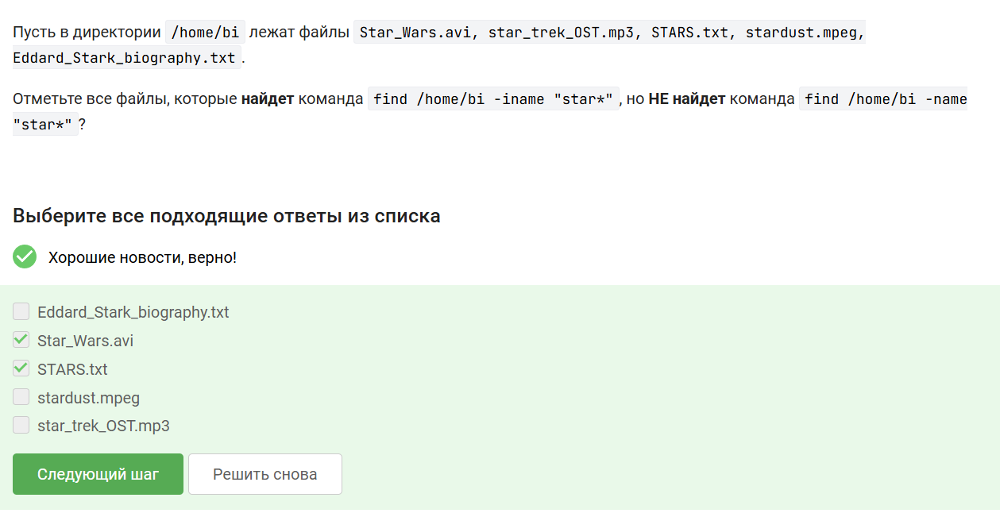 Пусть в директории /home/bi лежат файлы Star_Wars.avi, star_trek_OST.mp3, STARS.txt, stardust.mpeg,
Eddard_Stark_biography.txt.
Отметьте все файлы, которые найдет команда find /home/bi -iname "star*", но НЕ найдет команда find /home/bi -name
"star*"?
Выберите все подходящие ответы из списка
Хорошие новости, верно!
Eddard_Stark_biography.txt
Star_Wars.avi
STARS.txt
stardust.mpeg
star_trek_OST.mp3
Следующий шаг
Решить снова